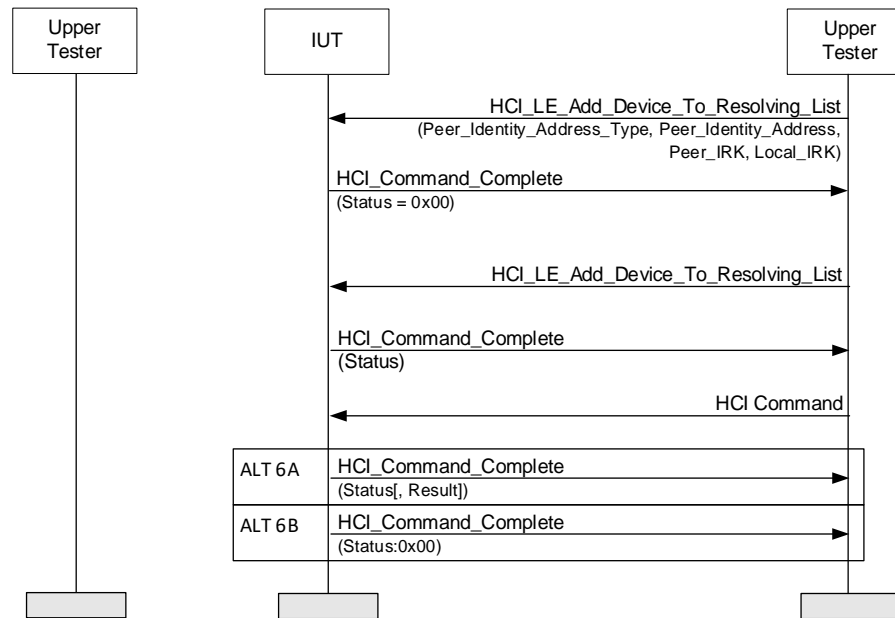 Upper
Tester
IUT
Upper
Tester
HCI_LE_Add_Device_To_Resolving_List
(Peer_Identity_Address_Type, Peer_Identity_Address,
Peer_IRK, Local_IRK)
HCI_Command_Complete
(Status = 0x00)
HCI_LE_Add_Device_To_Resolving_List
HCI_Command_Complete
(Status)
HCI Command
ALT 6A
HCI_Command_Complete
(Status[, Result])
ALT 6B
HCI_Command_Complete
(Status:0x00)